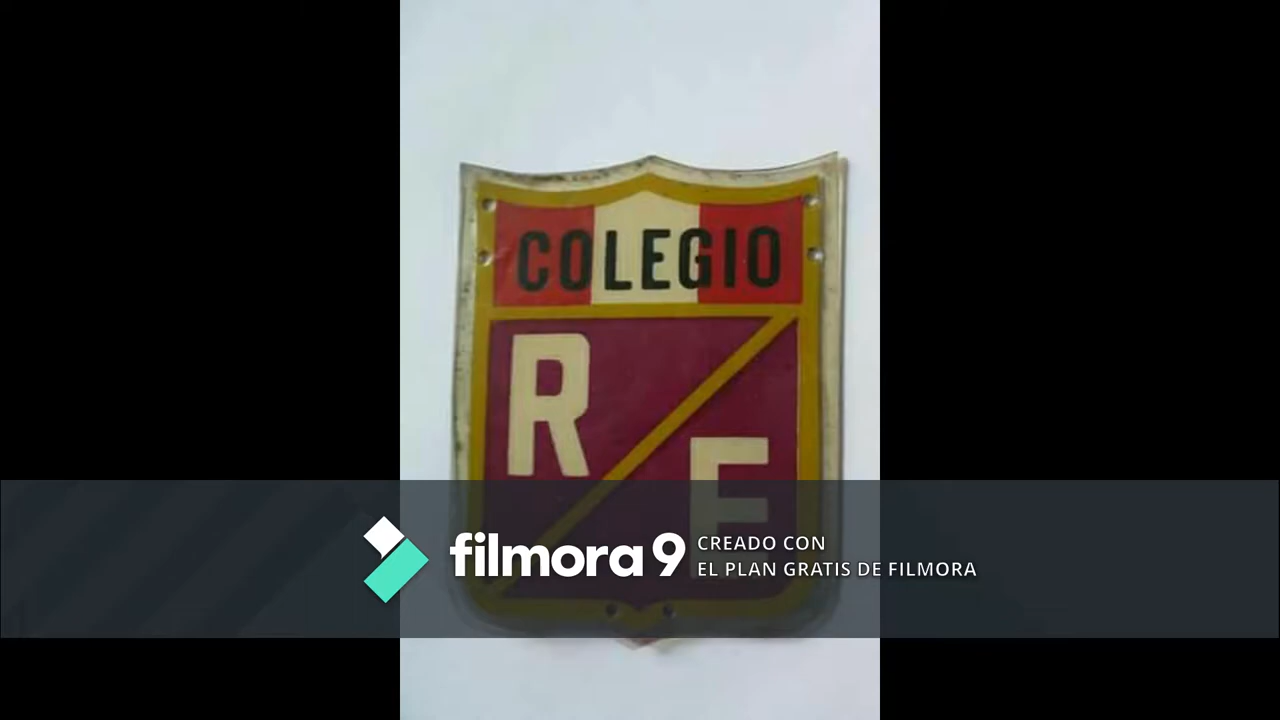 COLEGIO
R
E
filmora9
CREADO CON
EL PLAN GRATIS DE FILMORA